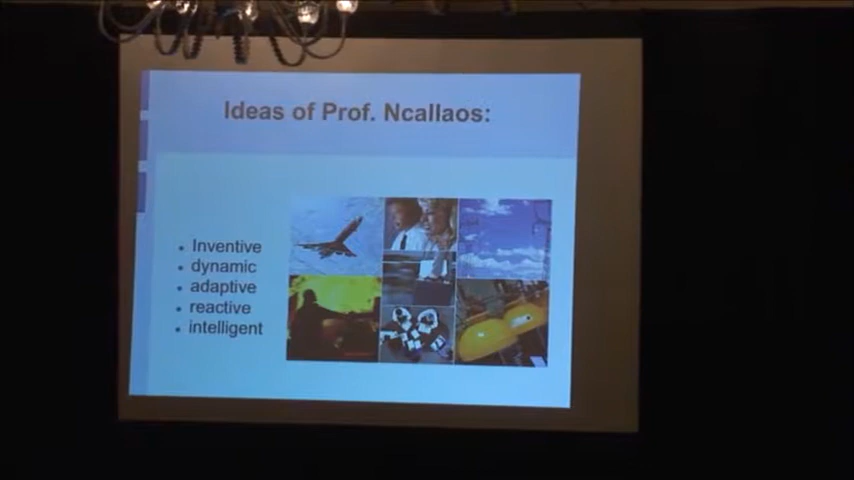 Ideas of Prof. Ncallaos:
• Inventive
• dynamic
• adaptive
• reactive
• intelligent